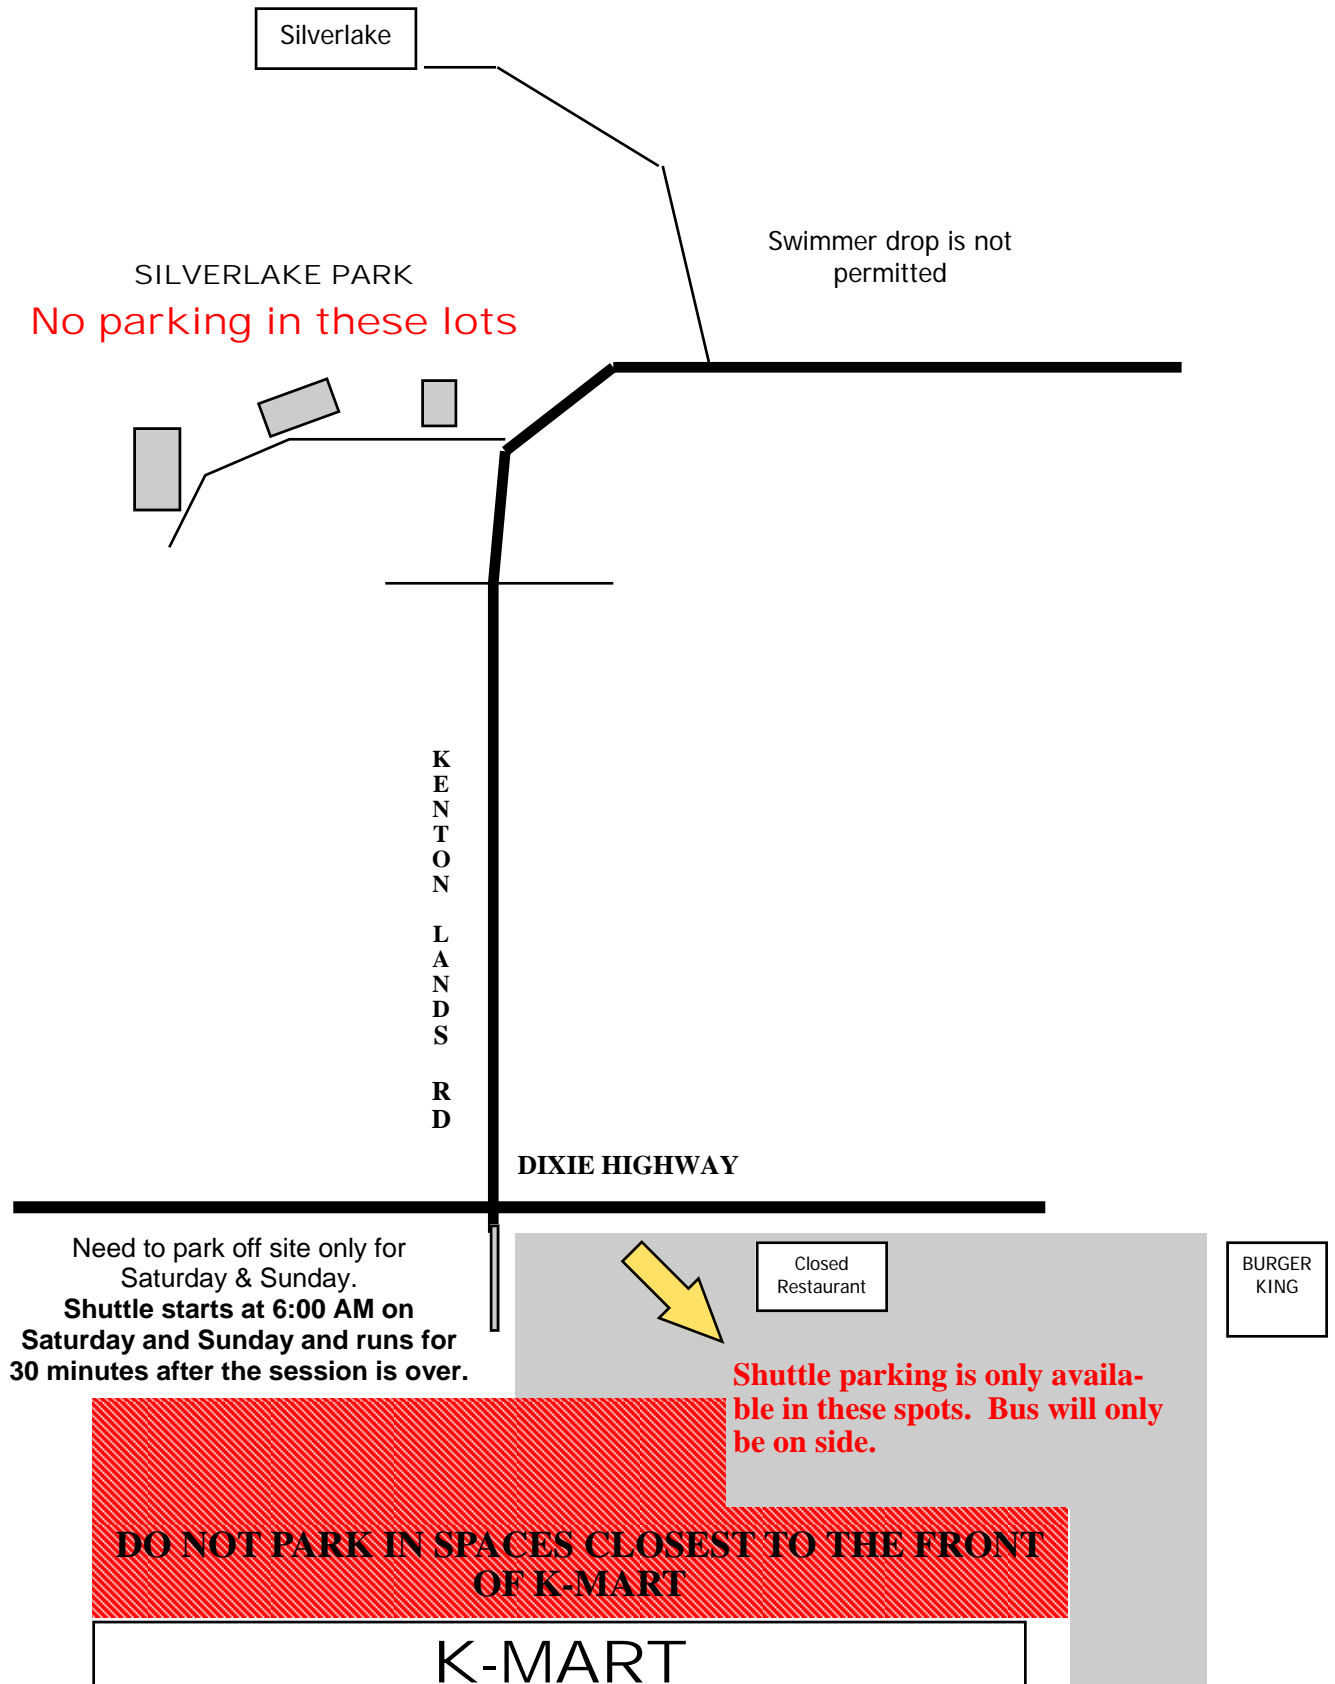 Silverlake
Swimmer drop is not
permitted
SILVERLAKE PARK
No parking in these lots
KENTON LANDS RD
DIXIE HIGHWAY
Need to park off site only for
Saturday & Sunday.
Shuttle starts at 6:00 AM on
Saturday and Sunday and runs for
30 minutes after the session is over.
Closed
Restaurant
BURGER
KING
Shuttle parking is only availa-
ble in these spots.  Bus will only
be on side.
DO NOT PARK IN SPACES CLOSEST TO THE FRONT
OF K-MART
K-MART